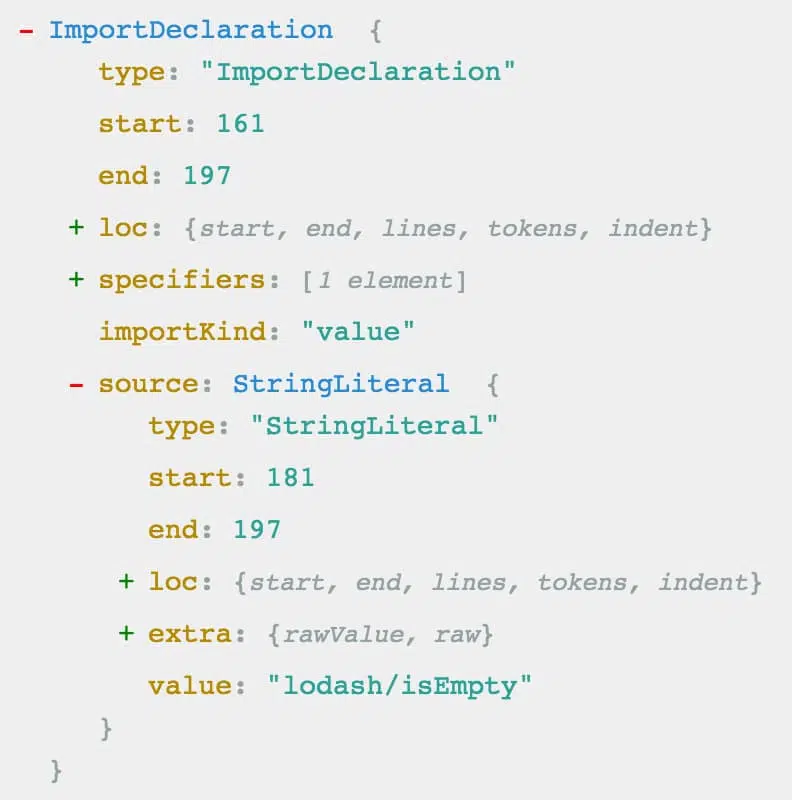 - ImportDeclaration {
type: "ImportDeclaration"
start: 161
end: 197
+ loc: {start, end, lines, tokens, indent}
+ specifiers: [1 element]
importKind: "value"
- source: StringLiteral {
type: "StringLiteral"
start: 181
end: 197
+ loc: {start, end, lines, tokens, indent}
+ extra: {rawValue, raw}
value: "lodash/isEmpty"
}
}